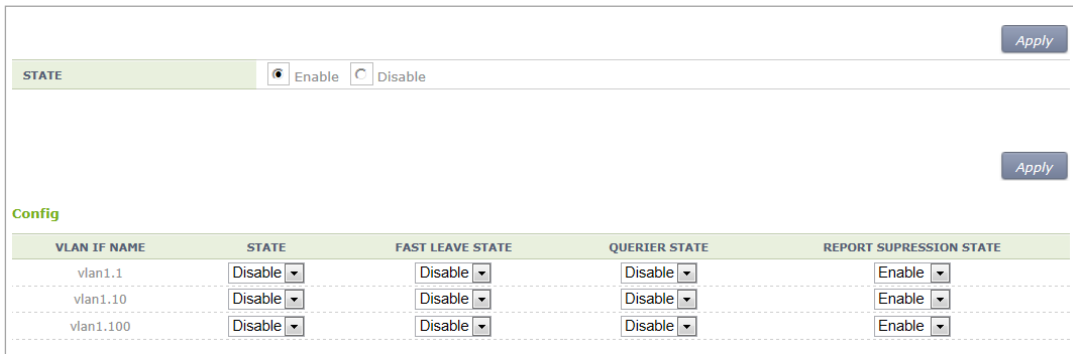 Apply
STATE Enable Disable
Apply
Config
VLAN IF NAME STATE FAST LEAVE STATE QUERIER STATE REPORT SUPRESSION STATE
vlan1.1 Disable Disable Disable Enable
vlan1.10 Disable Disable Disable Enable
vlan1.100 Disable Disable Disable Enable